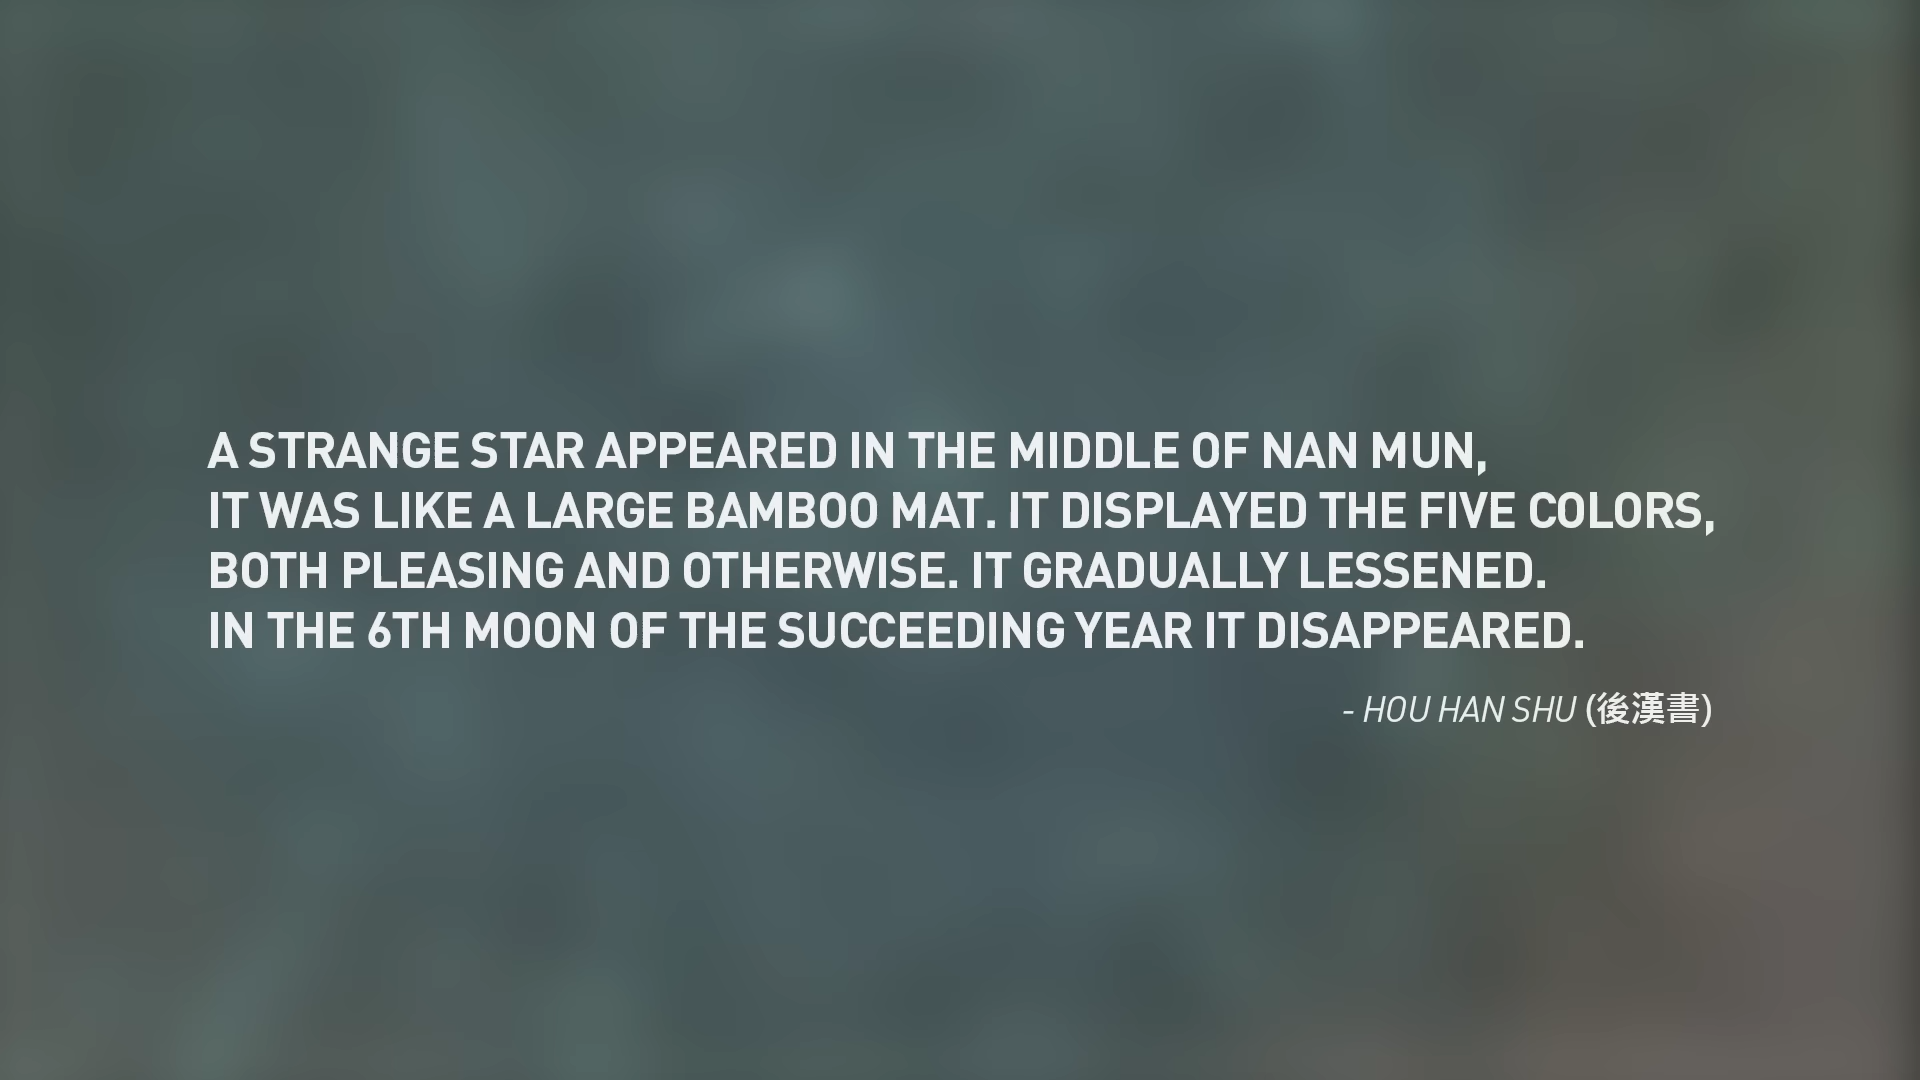 A STRANGE STAR APPEARED IN THE MIDDLE OF NAN MUN,
IT WAS LIKE A LARGE BAMBOO MAT. IT DISPLAYED THE FIVE COLORS,
BOTH PLEASING AND OTHERWISE. IT GRADUALLY LESSENED.
IN THE 6TH MOON OF THE SUCCEEDING YEAR IT DISAPPEARED.
- HOU HAN SHU (後漢書)